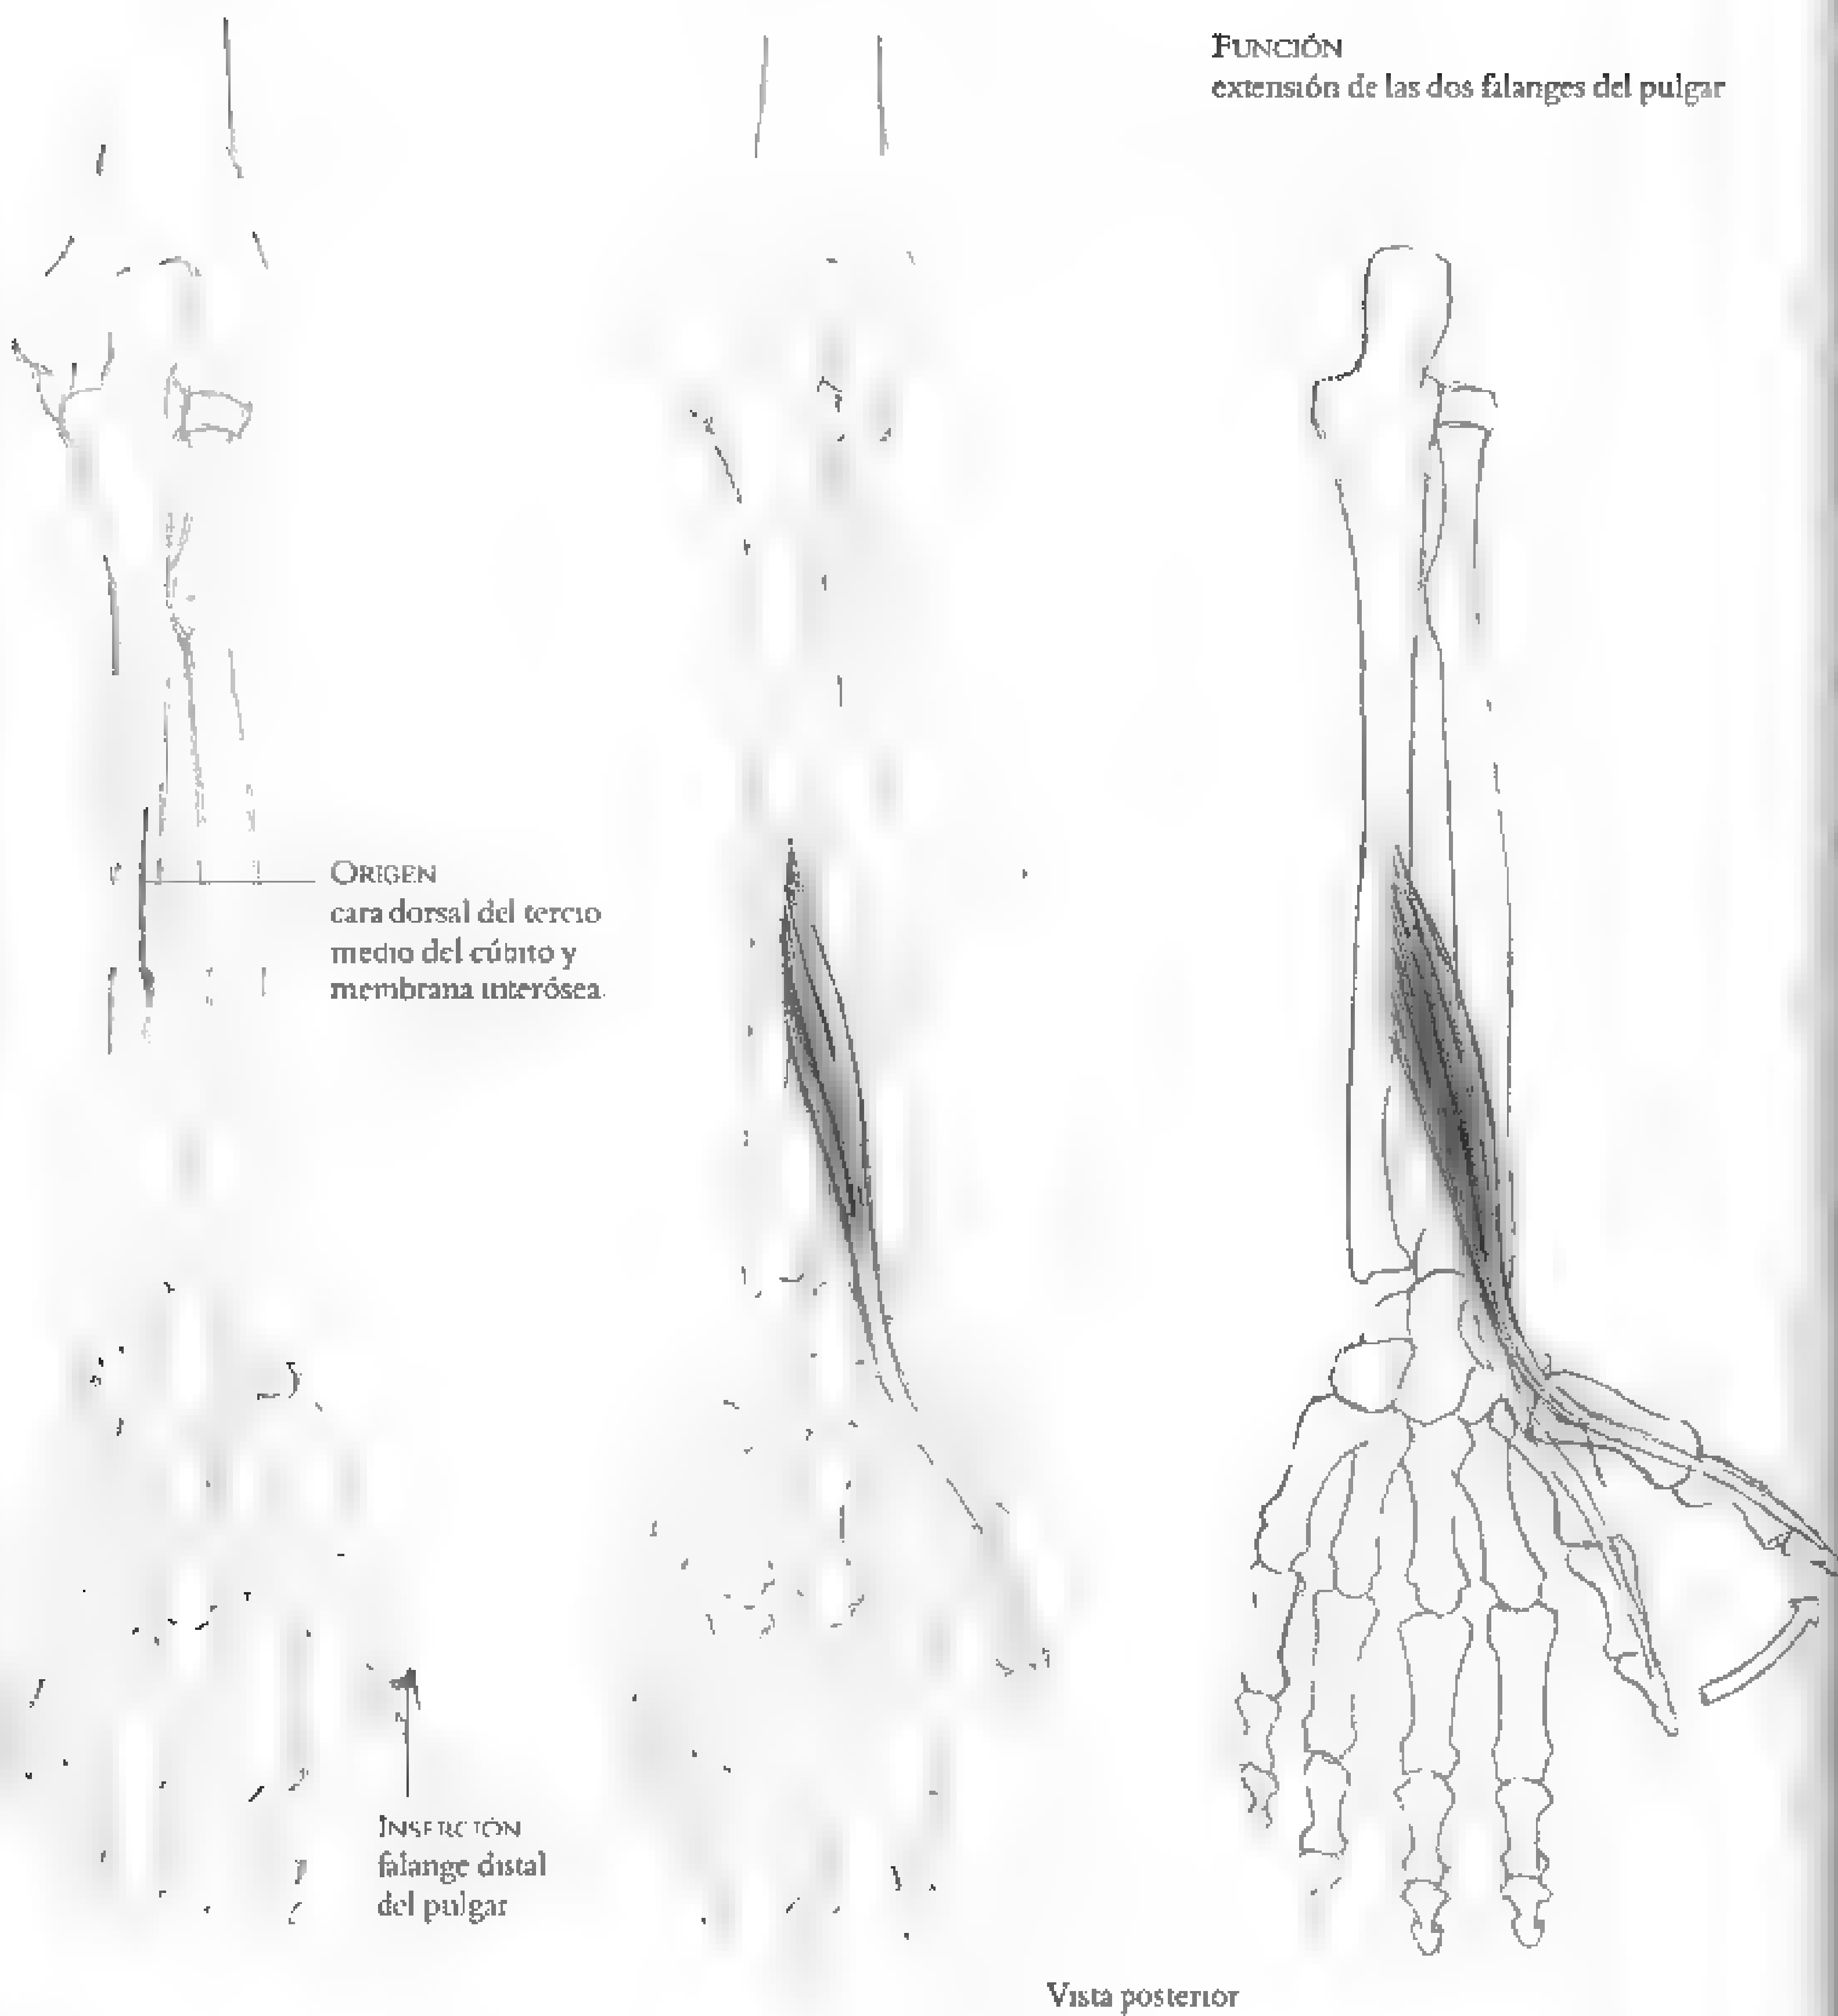 FUNCIÓN
extensión de las dos falanges del pulgar
ORIGEN
cara dorsal del tercio
medio del cúbito y
membrana interósea.
INSERCIÓN
falange distal
del pulgar
Vista posterior